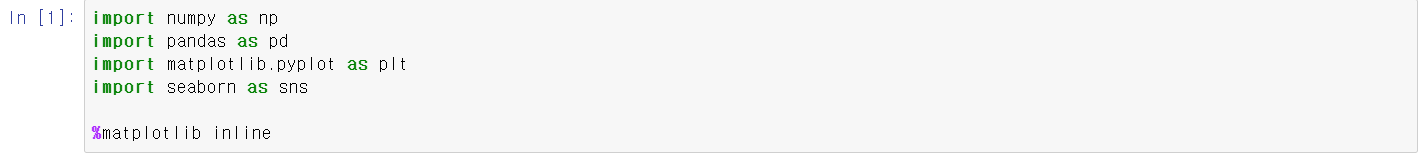 In [1]: import numpy as np
import pandas as pd
import matplotlib.pyplot as plt
import seaborn as sns
%matplotlib inline